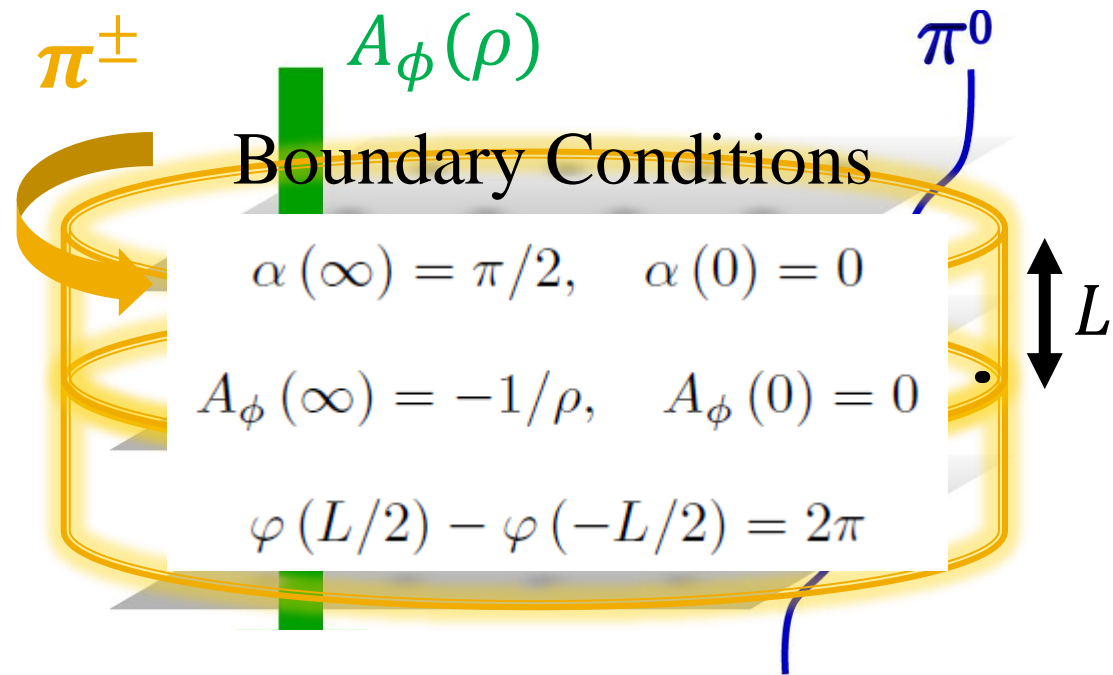 π± A_ϕ(ρ) π⁰
Boundary Conditions
α(∞) = π/2, α(0) = 0
L
A_ϕ(∞) = −1/ρ, A_ϕ(0) = 0
φ(L/2) − φ(−L/2) = 2π